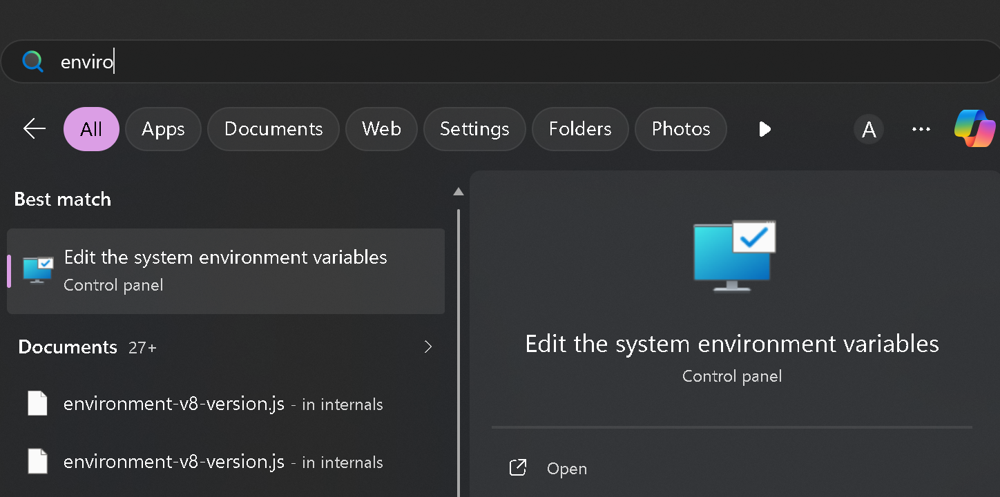 enviro
All Apps Documents Web Settings Folders Photos A
Best match
Edit the system environment variables
Control panel
Documents 27+
environment-v8-version.js - in internals
environment-v8-version.js - in internals
Edit the system environment variables
Control panel
Open